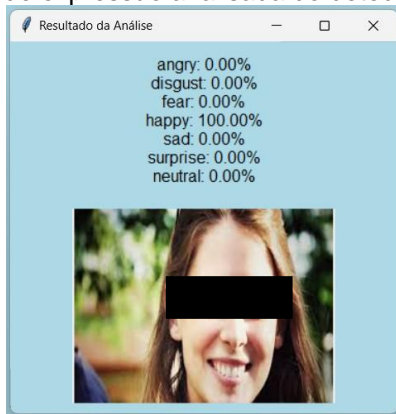 Resultado da Análise
angry: 0.00%
disgust: 0.00%
fear: 0.00%
happy: 100.00%
sad: 0.00%
surprise: 0.00%
neutral: 0.00%